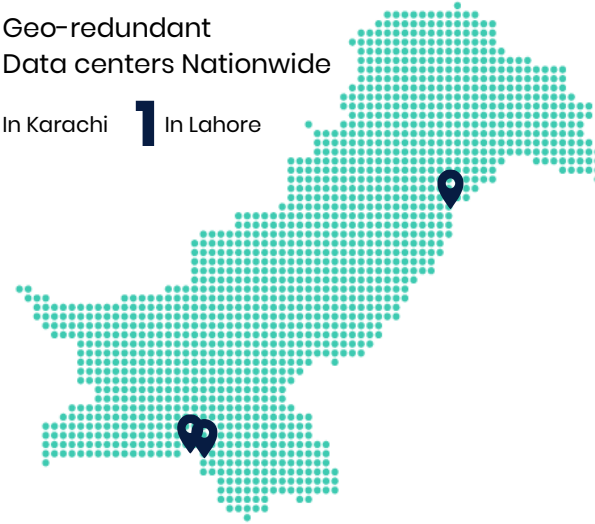 Geo-redundant
Data centers Nationwide
In Karachi 1 In Lahore